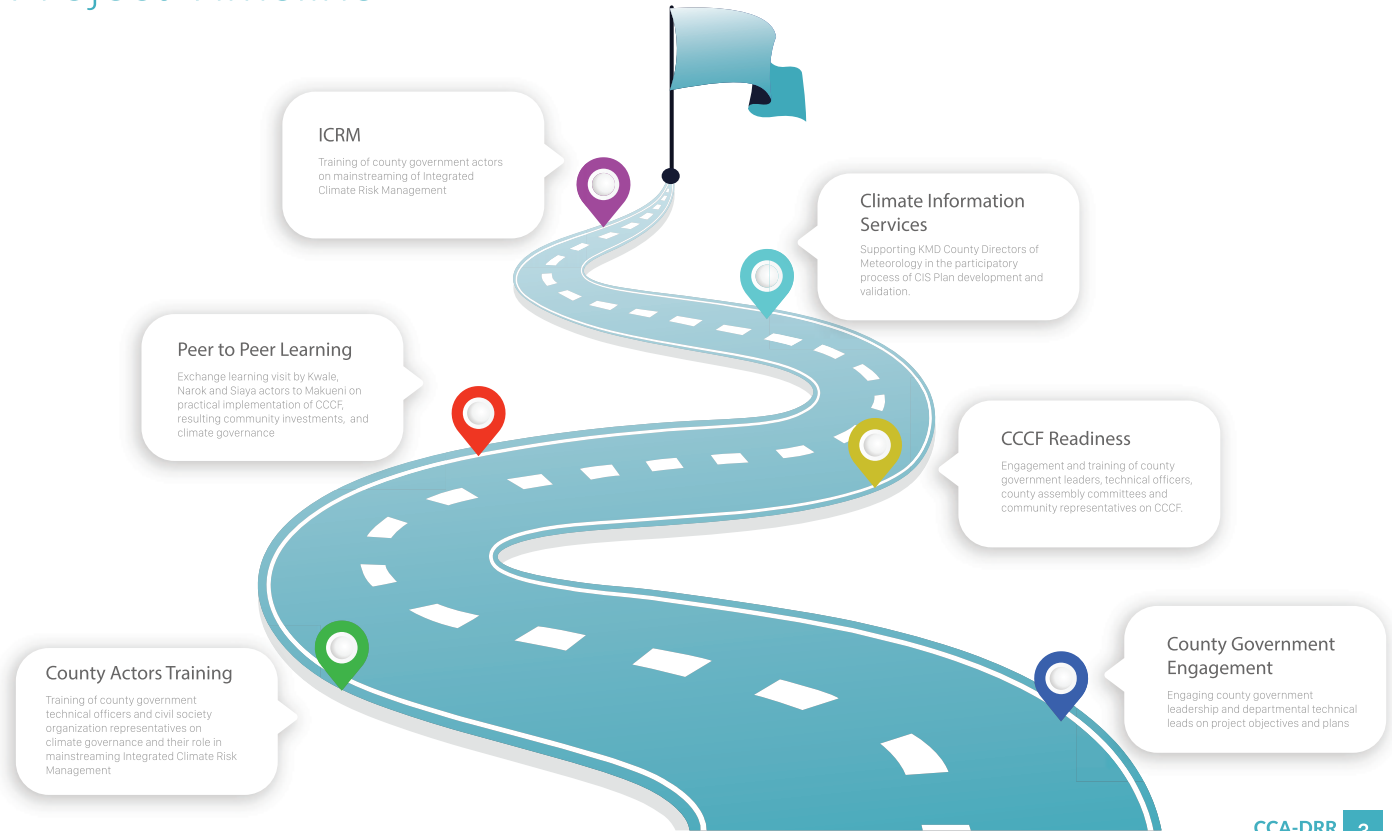 ICRM
Training of county government actors
on mainstreaming of Integrated
Climate Risk Management
Climate Information
Services
Supporting KMD County Directors of
Meteorology in the participatory
process of CIS Plan development and
validation.
Peer to Peer Learning
Exchange learning visit by Kwale,
Narok and Siaya actors to Makueni on
practical implementation of CCCF,
resulting community investments, and
climate governance
CCCF Readiness
Engagement and training of county
government leaders, technical officers,
county assembly committees and
community representatives on CCCF.
County Government
Engagement
Engaging county government
leadership and departmental technical
leads on project objectives and plans
County Actors Training
Training of county government
technical officers and civil society
organization representatives on
climate governance and their role in
mainstreaming Integrated Climate Risk
Management
CCA-DRR